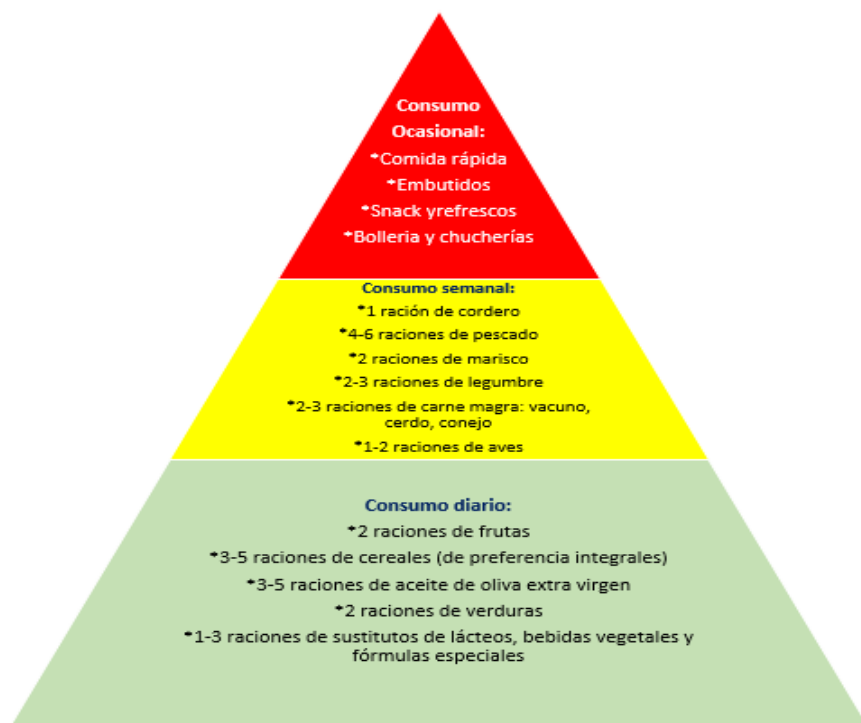 Consumo
Ocasional:
*Comida rápida
*Embutidos
*Snack yrefrescos
*Bolleria y chucherías
Consumo semanal:
*1 ración de cordero
*4-6 raciones de pescado
*2 raciones de marisco
*2-3 raciones de legumbre
*2-3 raciones de carne magra: vacuno,
cerdo, conejo
*1-2 raciones de aves
Consumo diario:
*2 raciones de frutas
*3-5 raciones de cereales (de preferencia integrales)
*3-5 raciones de aceite de oliva extra virgen
*2 raciones de verduras
*1-3 raciones de sustitutos de lácteos, bebidas vegetales y
fórmulas especiales